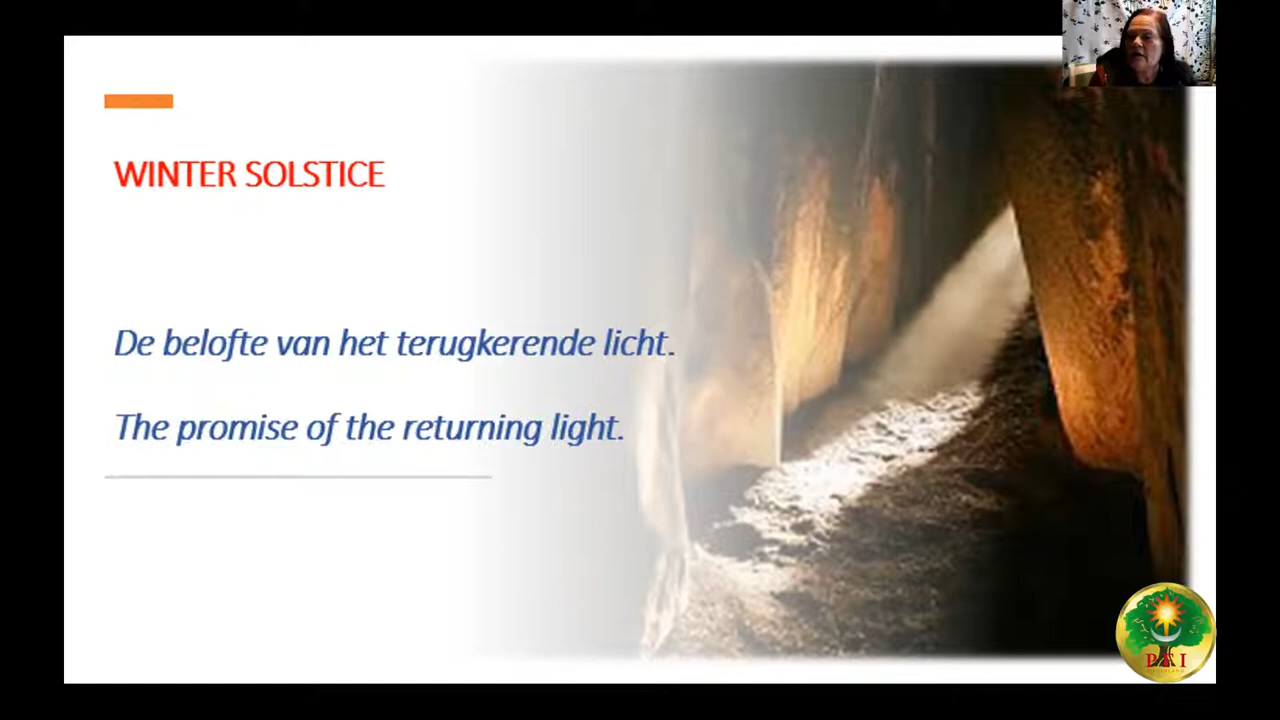 WINTER SOLSTICE
De belofte van het terugkerende licht.
The promise of the returning light.